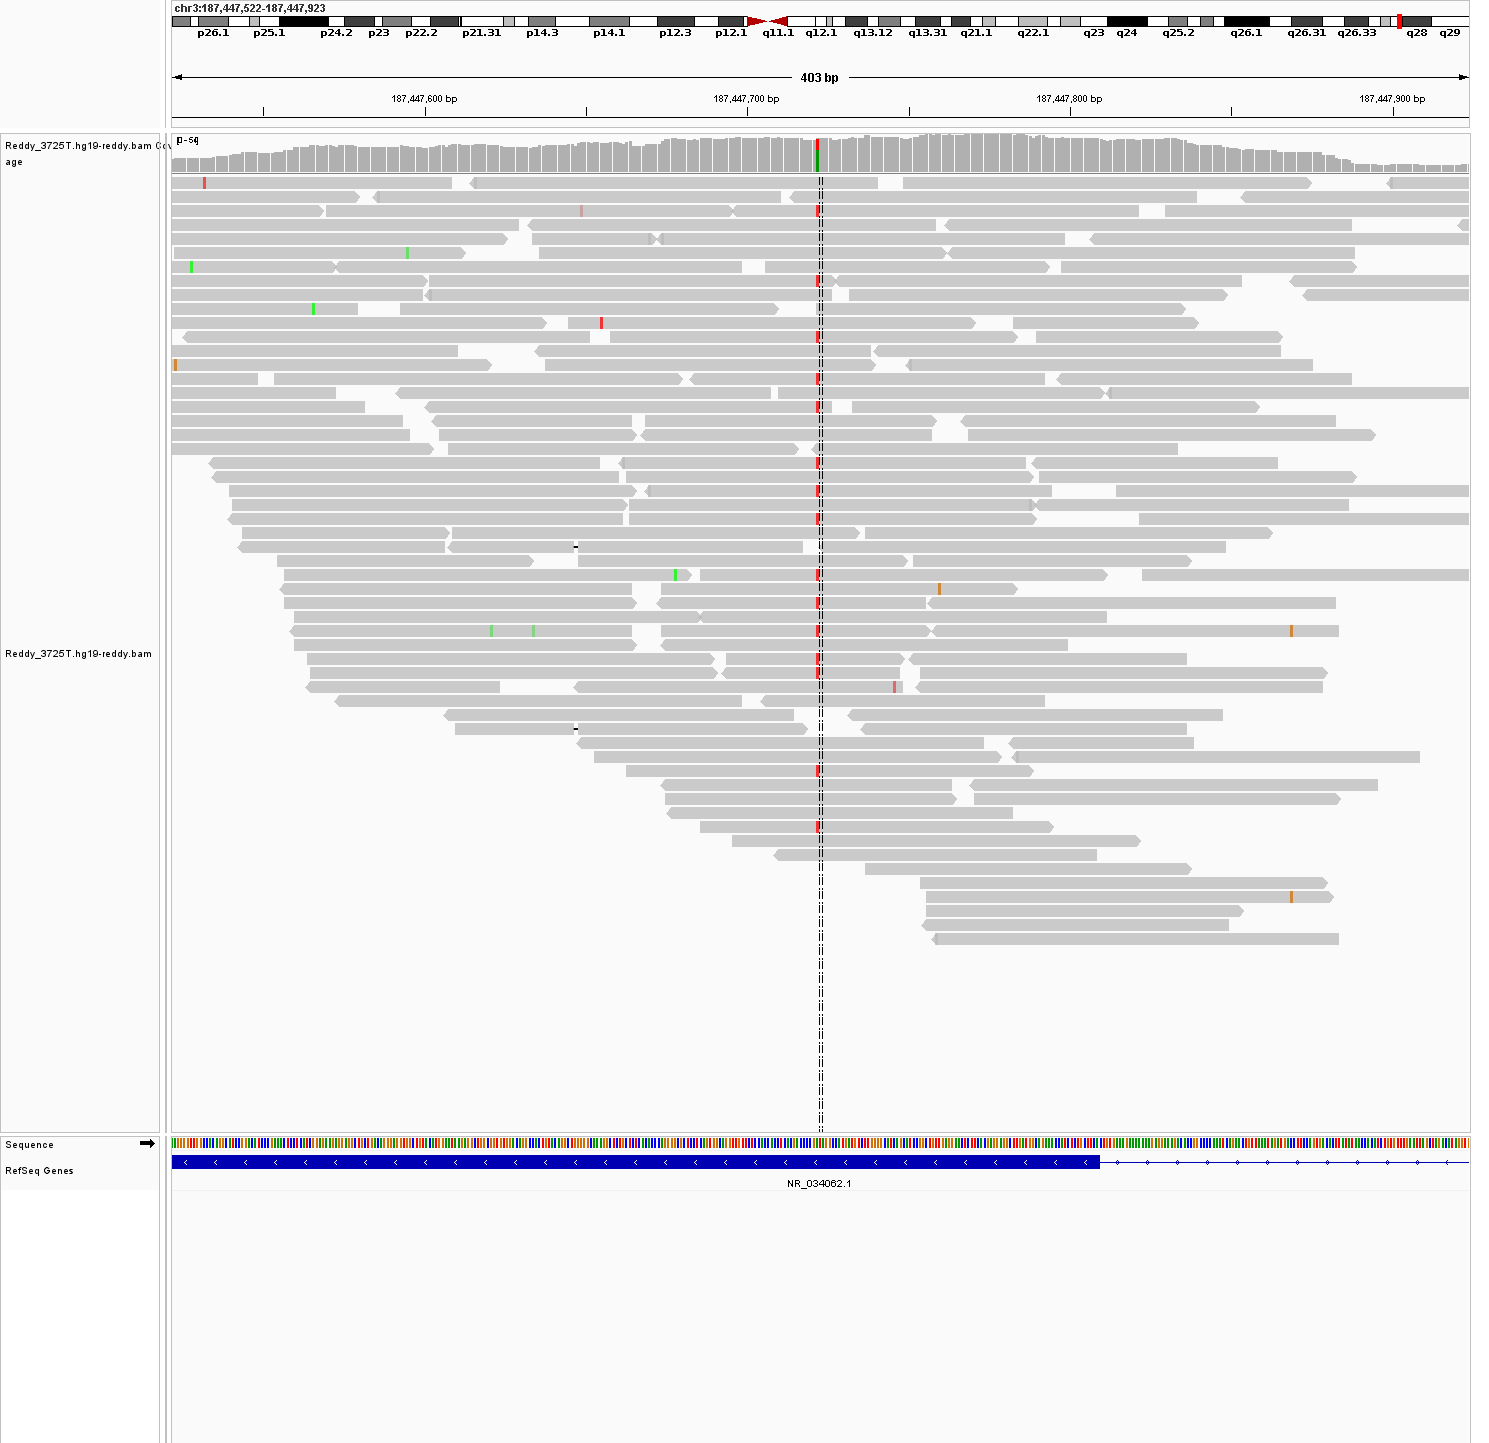 chr3:187,447,522-187,447,923
p26.1 p25.1 p24.2 p23 p22.2 p21.31 p14.3 p14.1 p12.3 p12.1 q11.1 q12.1 q13.12 q13.31 q21.1 q22.1 q23 q24 q25.2 q26.1 q26.31 q26.33 q28 q29
403 bp
187,447,600 bp 187,447,700 bp 187,447,800 bp 187,447,900 bp
Reddy_3725T.hg19-reddy.bam Cov
age
Reddy_3725T.hg19-reddy.bam
Sequence
RefSeq Genes
NR_034062.1